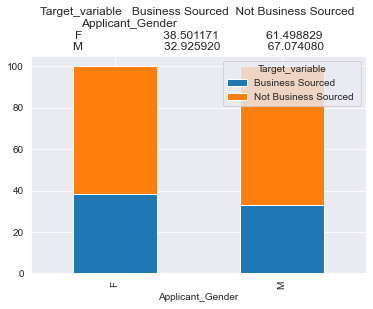 Target_variable Business Sourced Not Business Sourced
Applicant_Gender
F 38.501171 61.498829
M 32.925920 67.074080
Target_variable
Business Sourced
Not Business Sourced
100
80
60
40
20
0
F
M
Applicant_Gender